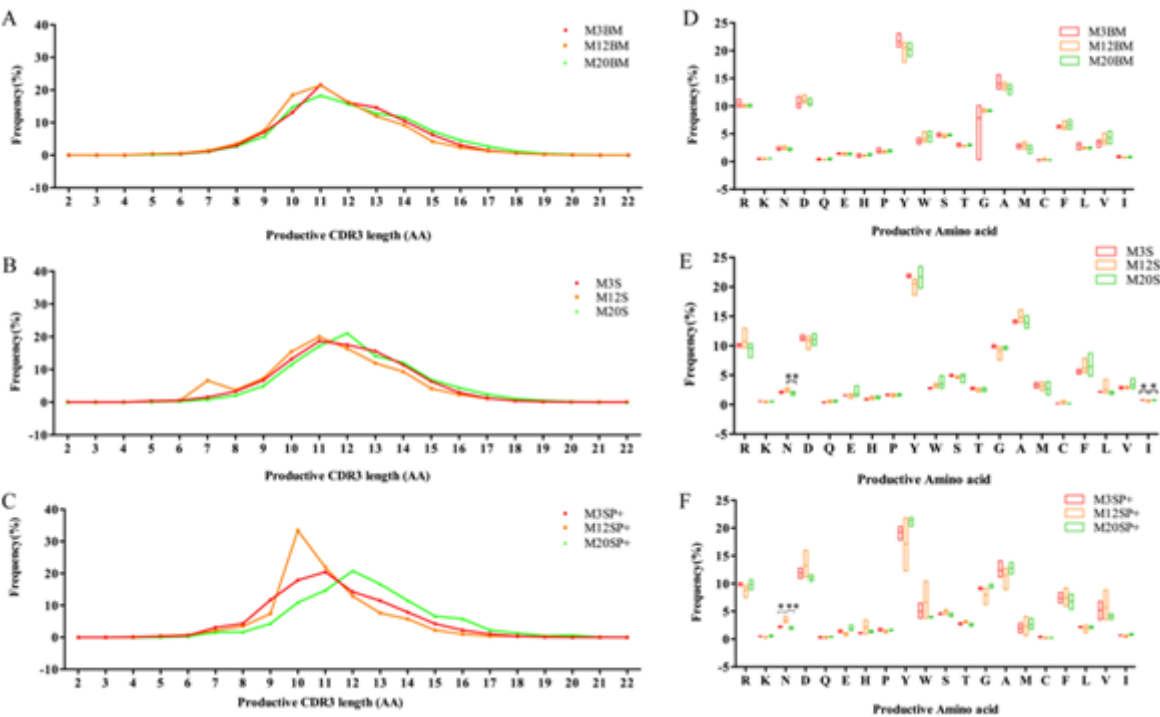 A
40
30
20
10
0
-10
Frequency(%)
M3BM
M12BM
M20BM
2 3 4 5 6 7 8 9 10 11 12 13 14 15 16 17 18 19 20 21 22
Productive CDR3 length (AA)
D
25
20
15
10
5
0
-5
Frequency(%)
M3BM
M12BM
M20BM
R K N D Q E H P Y W S T G A M C F L V I
Productive Amino acid
B
40
30
20
10
0
-10
Frequency(%)
M3S
M12S
M20S
2 3 4 5 6 7 8 9 10 11 12 13 14 15 16 17 18 19 20 21 22
Productive CDR3 length (AA)
E
25
20
15
10
5
0
-5
Frequency(%)
M3S
M12S
M20S
**
**
R K N D Q E H P Y W S T G A M C F L V I
Productive Amino acid
C
40
30
20
10
0
-10
Frequency(%)
M3SP+
M12SP+
M20SP+
2 3 4 5 6 7 8 9 10 11 12 13 14 15 16 17 18 19 20 21 22
Productive CDR3 length (AA)
F
25
20
15
10
5
0
-5
Frequency(%)
M3SP+
M12SP+
M20SP+
* **
R K N D Q E H P Y W S T G A M C F L V I
Productive Amino acid